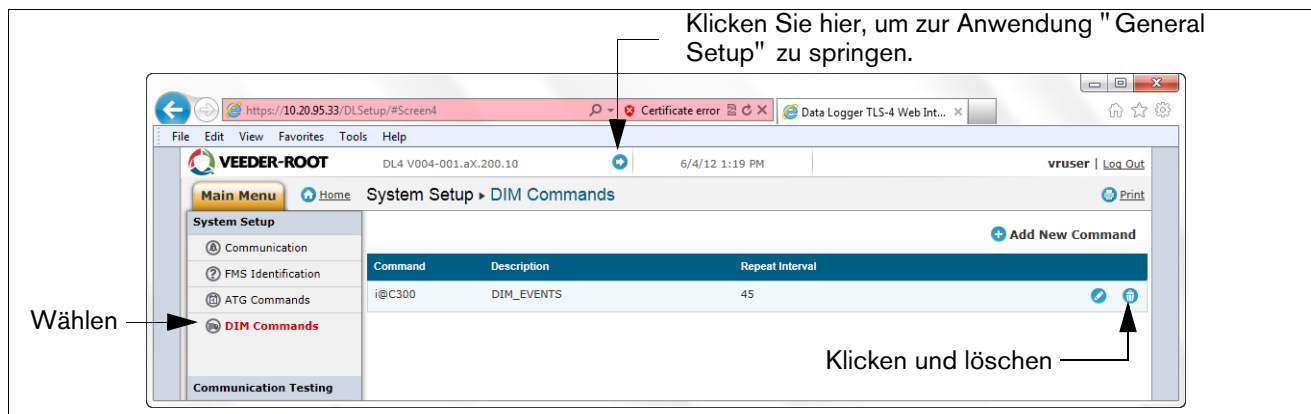 Klicken Sie hier, um zur Anwendung "General
Setup" zu springen.
https://10.20.95.33/DLSetup/#Screen4
Certificate error
Data Logger TLS-4 Web Int...
File Edit View Favorites Tools Help
VEEDER-ROOT
DL4 V004-001.aX.200.10
6/4/12 1:19 PM
vruser | Log Out
Main Menu
Home
System Setup ▸ DIM Commands
Print
System Setup
Communication
FMS Identification
ATG Commands
DIM Commands
Communication Testing
Add New Command
Command Description Repeat Interval
i@C300 DIM_EVENTS 45
Wählen
Klicken und löschen